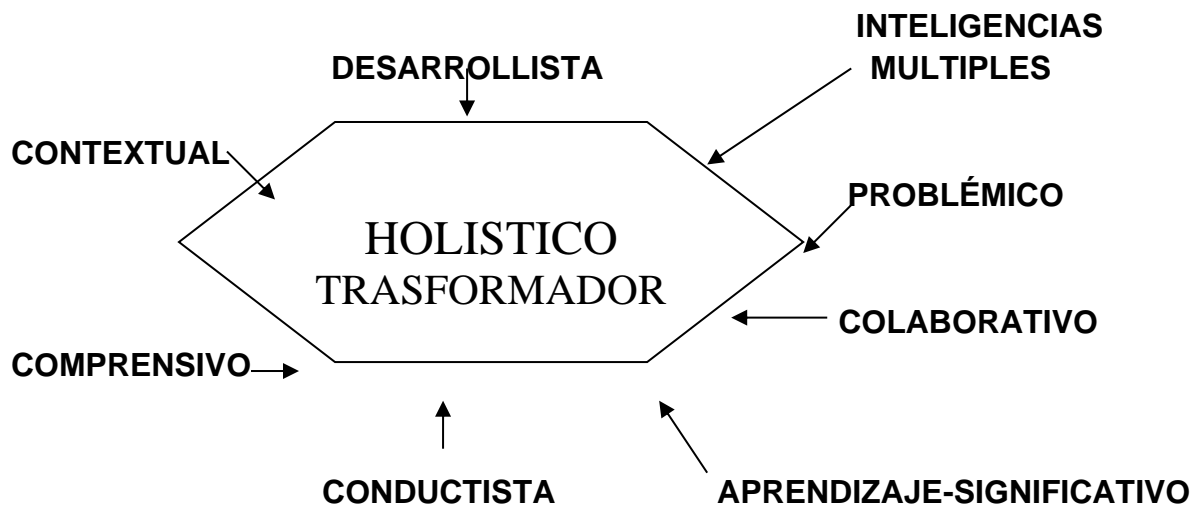 INTELIGENCIAS
MULTIPLES
DESARROLLISTA
CONTEXTUAL
PROBLÉMICO
HOLISTICO
TRASFORMADOR
COLABORATIVO
COMPRENSIVO
CONDUCTISTA
APRENDIZAJE-SIGNIFICATIVO